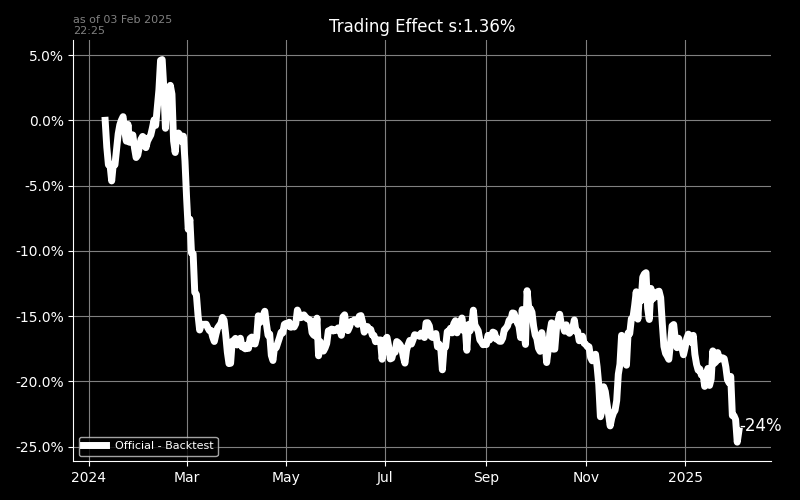 as of 03 Feb 2025
22:25
Trading Effect s:1.36%
5.0%
0.0%
-5.0%
-10.0%
-15.0%
-20.0%
-25.0%
-24%
Official - Backtest
2024 Mar May Jul Sep Nov 2025